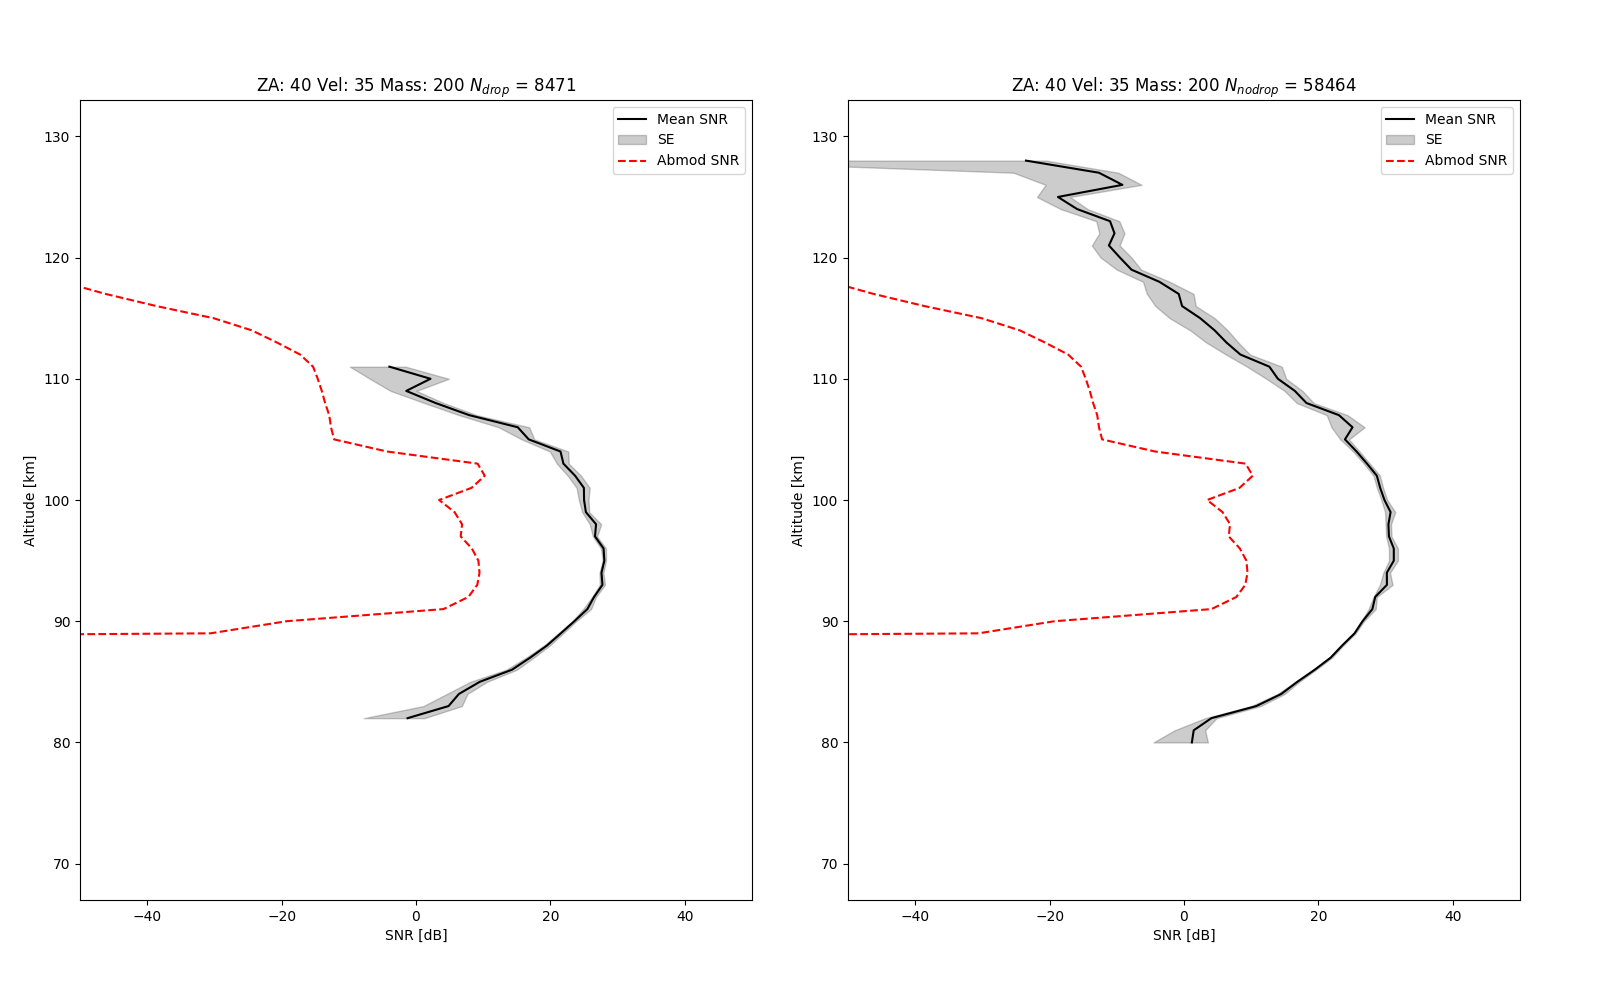 ZA: 40 Vel: 35 Mass: 200 N_drop = 8471
Mean SNR
SE
Abmod SNR
130
120
110
100
90
80
70
Altitude [km]
−40 −20 0 20 40
SNR [dB]
ZA: 40 Vel: 35 Mass: 200 N_nodrop = 58464
Mean SNR
SE
Abmod SNR
130
120
110
100
90
80
70
Altitude [km]
−40 −20 0 20 40
SNR [dB]